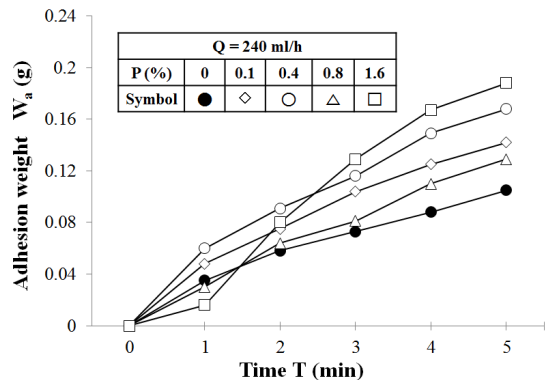 Q = 240 ml/h
P (%) 0 0.1 0.4 0.8 1.6
Symbol
Adhesion weight Wa (g)
0.24
0.2
0.16
0.12
0.08
0.04
0
0 1 2 3 4 5
Time T (min)